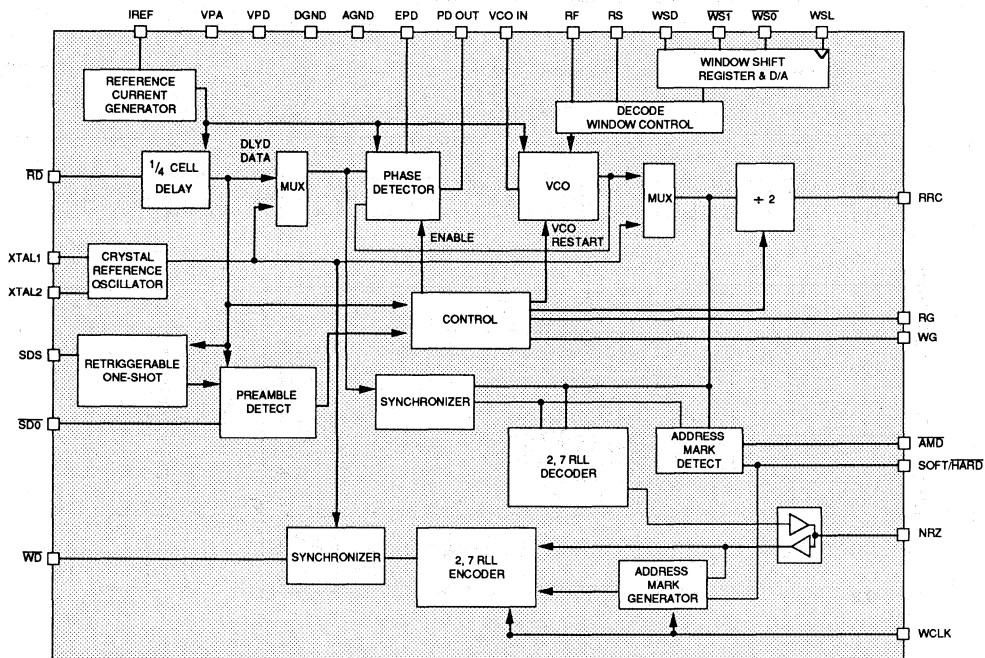 IREF VPA VPD DGND AGND EPD PD OUT VCO IN RF RS WSD WS1 WS0 WSL
REFERENCE
CURRENT
GENERATOR
WINDOW SHIFT
REGISTER & D/A
DECODE
WINDOW CONTROL
RD
1/4 CELL
DELAY
DLYD
DATA
MUX
PHASE
DETECTOR
VCO
MUX
÷ 2
RRC
ENABLE
VCO
RESTART
XTAL1
XTAL2
CRYSTAL
REFERENCE
OSCILLATOR
CONTROL
RG
WG
SDS
RETRIGGERABLE
ONE-SHOT
PREAMBLE
DETECT
SYNCHRONIZER
SD0
2, 7 RLL
DECODER
ADDRESS
MARK
DETECT
AMD
SOFT/HARD
NRZ
WD
SYNCHRONIZER
2, 7 RLL
ENCODER
ADDRESS
MARK
GENERATOR
WCLK